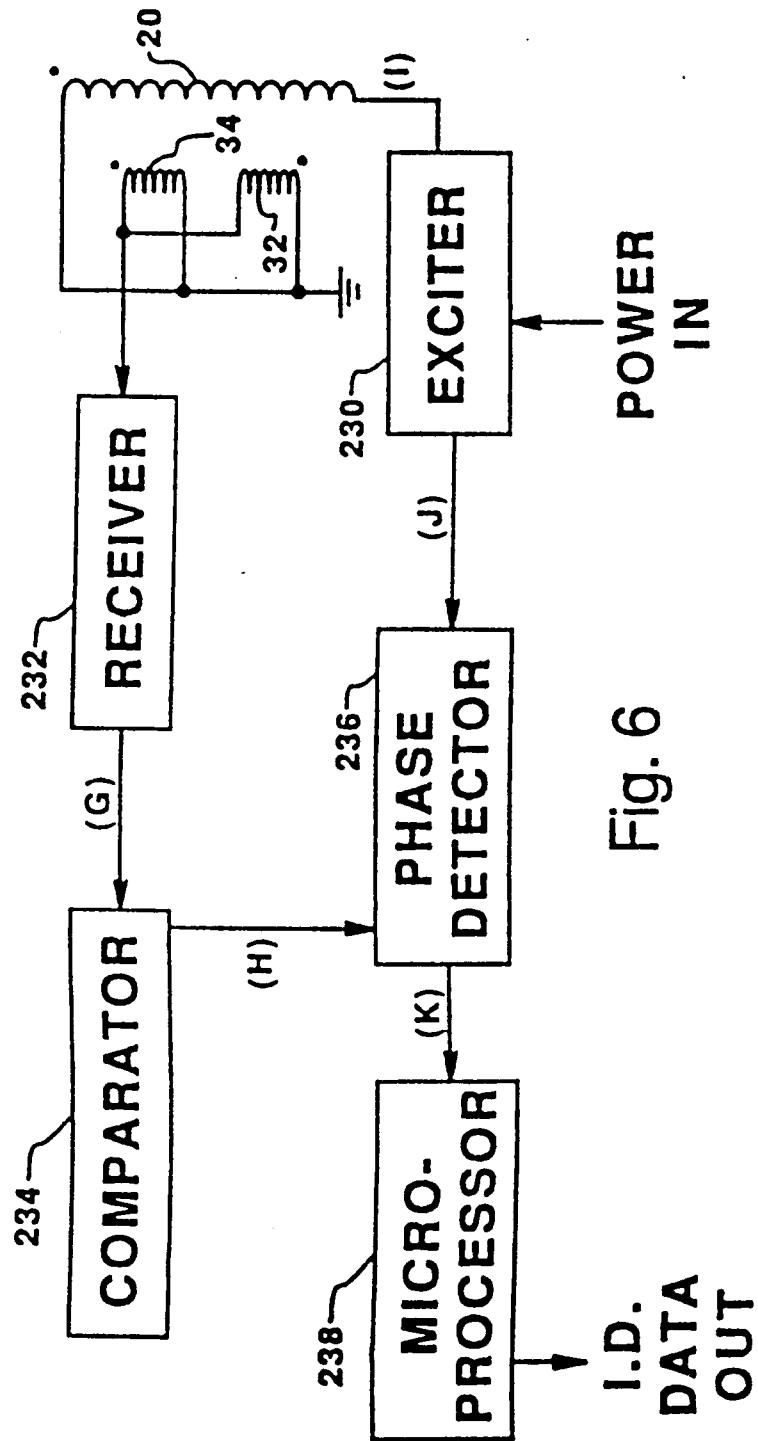 234
COMPARATOR
(G)
232
RECEIVER
34
32
20
(H)
(I)
238
MICRO-
PROCESSOR
(K)
236
PHASE
DETECTOR
(J)
230
EXCITER
I.D.
DATA
OUT
POWER
IN
Fig. 6